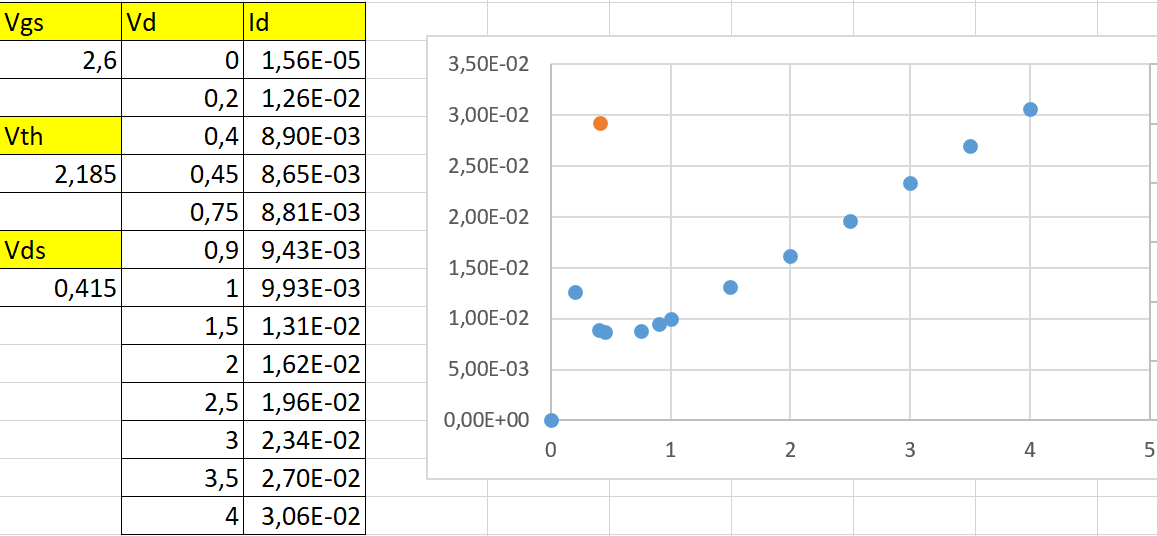 Vgs Vd Id
2,6 0 1,56E-05
0,2 1,26E-02
Vth 0,4 8,90E-03
2,185 0,45 8,65E-03
0,75 8,81E-03
Vds 0,9 9,43E-03
0,415 1 9,93E-03
1,5 1,31E-02
2 1,62E-02
2,5 1,96E-02
3 2,34E-02
3,5 2,70E-02
4 3,06E-02
3,50E-02
3,00E-02
2,50E-02
2,00E-02
1,50E-02
1,00E-02
5,00E-03
0,00E+00
0 1 2 3 4 5